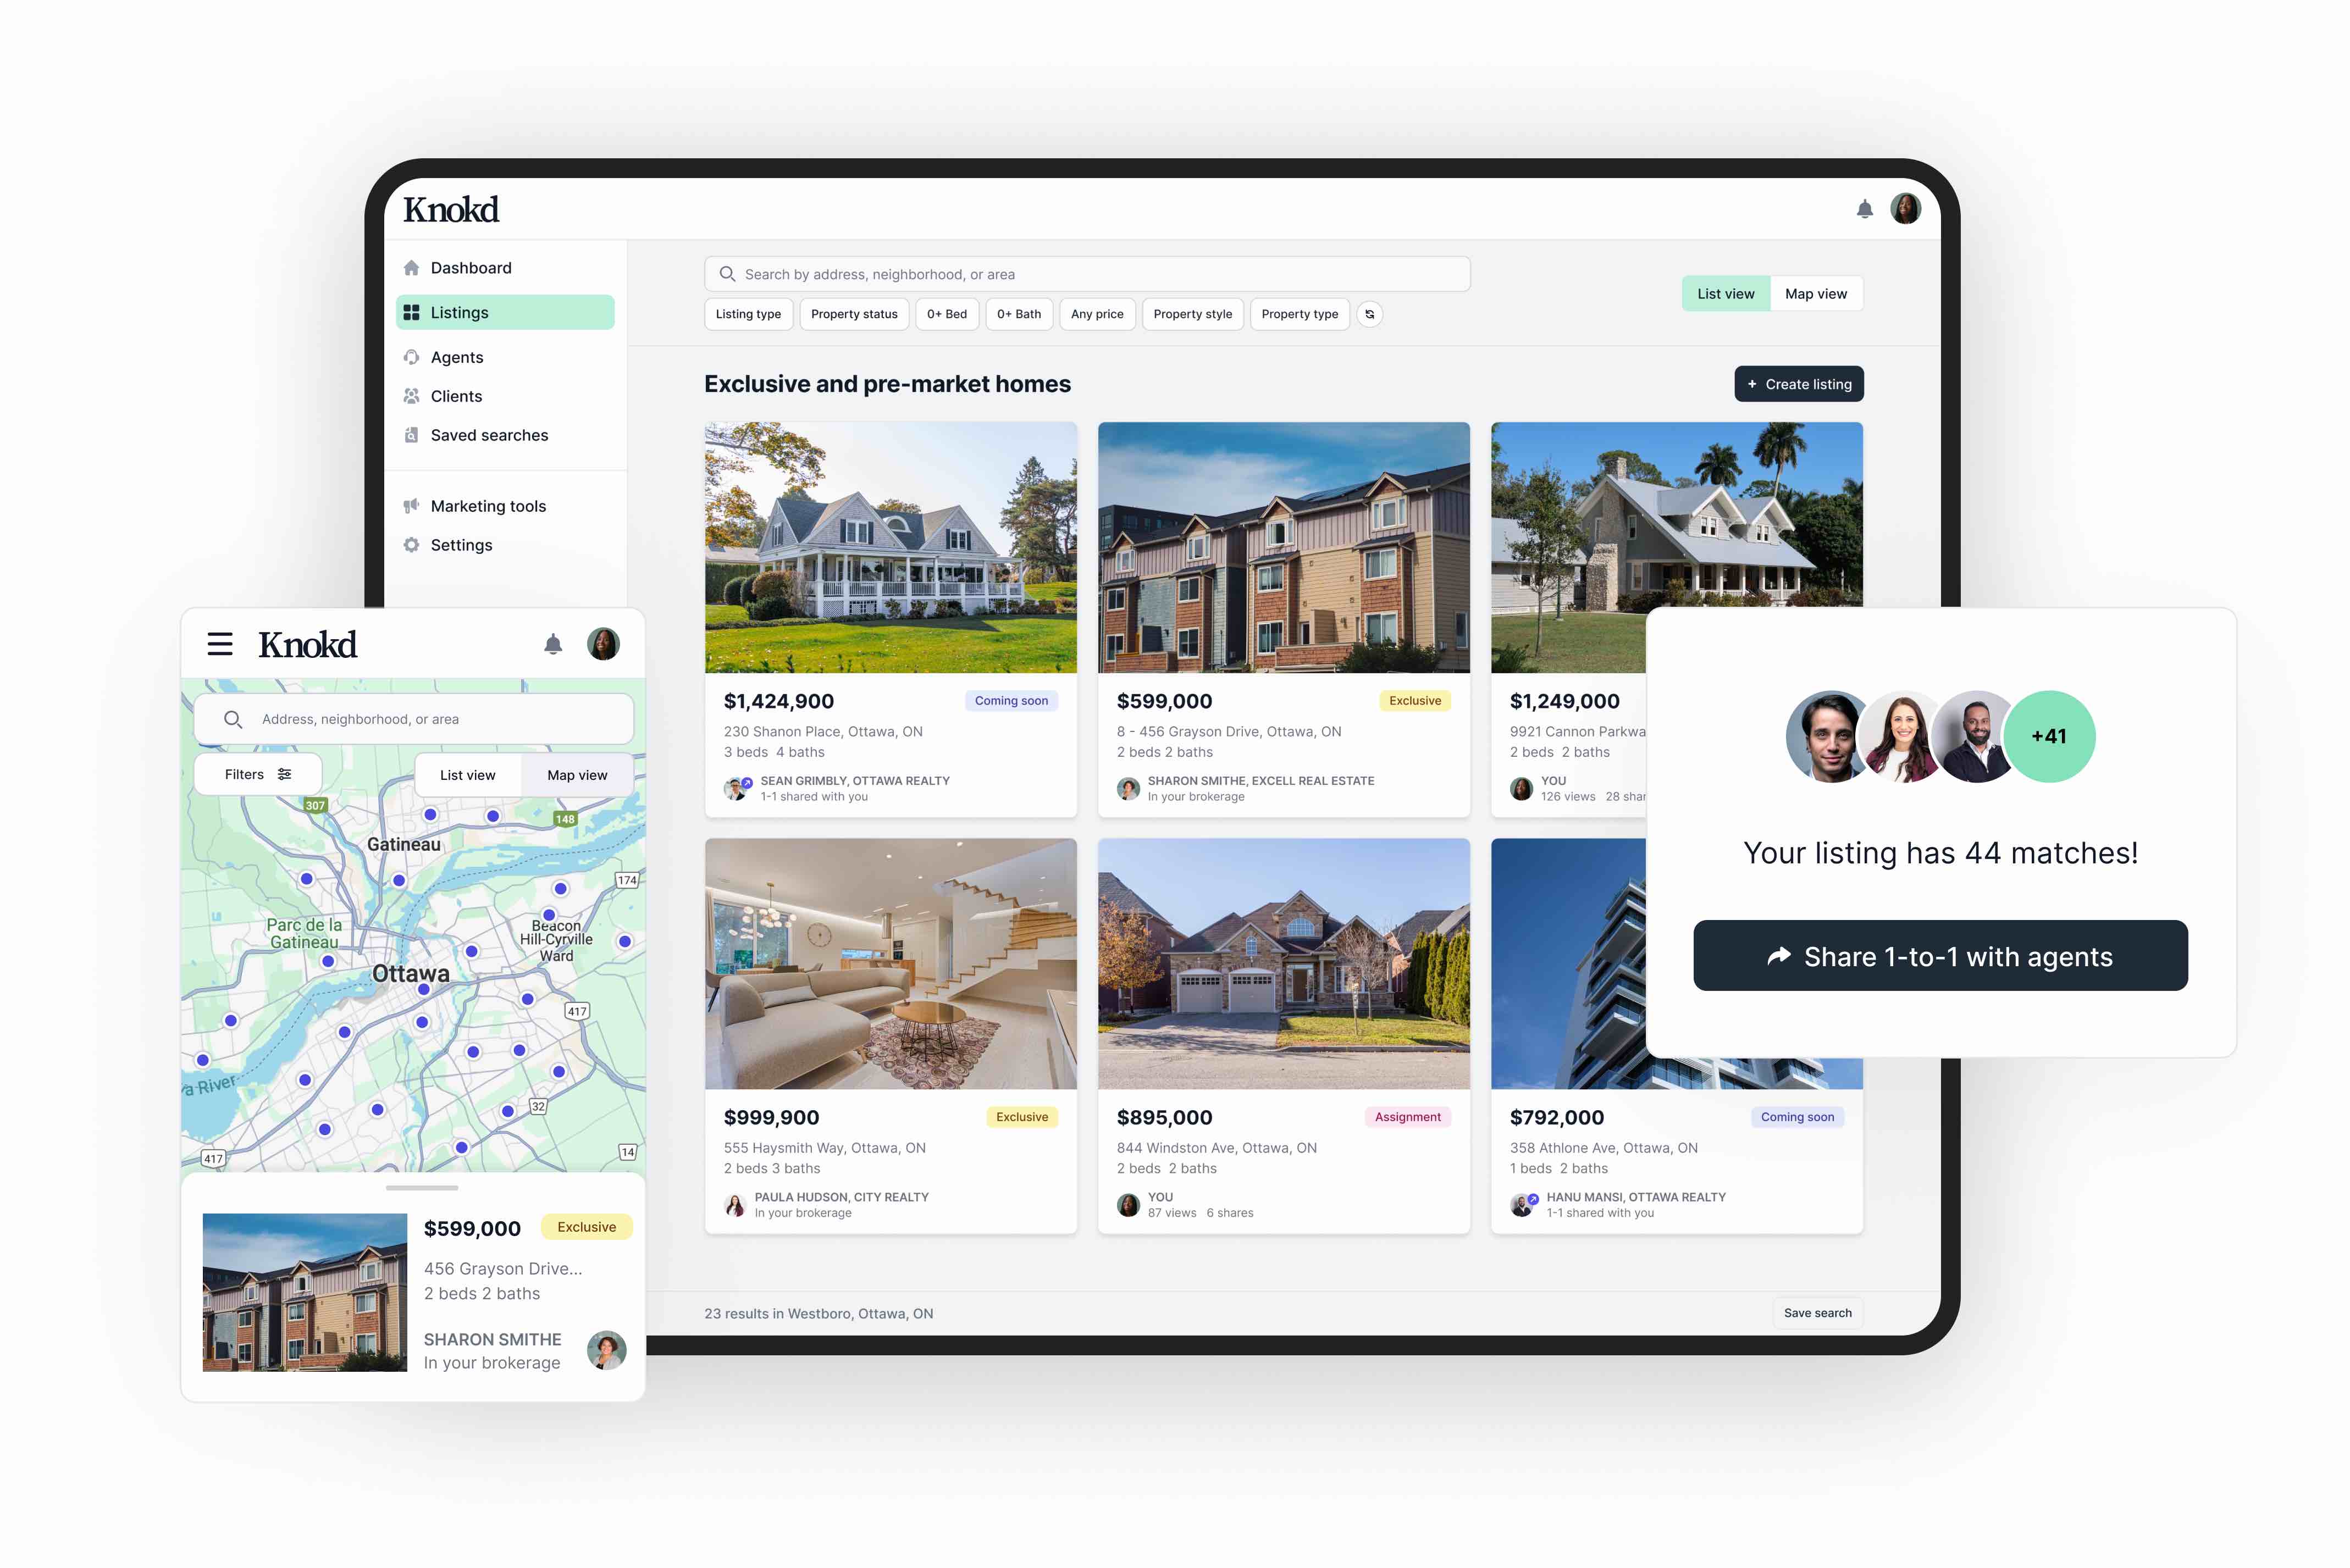 Knokd
Dashboard
Listings
Agents
Clients
Saved searches
Marketing tools
Settings
Search by address, neighborhood, or area
Listing type
Property status
0+ Bed
0+ Bath
Any price
Property style
Property type
List view
Map view
Exclusive and pre-market homes
+ Create listing
$1,424,900
Coming soon
230 Shanon Place, Ottawa, ON
3 beds 4 baths
SEAN GRIMBLY, OTTAWA REALTY
1-1 shared with you
$599,000
Exclusive
8 - 456 Grayson Drive, Ottawa, ON
2 beds 2 baths
SHARON SMITHE, EXCELL REAL ESTATE
In your brokerage
$1,249,000
9921 Cannon Parkwa
2 beds 2 baths
YOU
126 views 28 shar
$999,900
Exclusive
555 Haysmith Way, Ottawa, ON
2 beds 3 baths
PAULA HUDSON, CITY REALTY
In your brokerage
$895,000
Assignment
844 Windston Ave, Ottawa, ON
2 beds 2 baths
YOU
87 views 6 shares
$792,000
Coming soon
358 Athlone Ave, Ottawa, ON
1 beds 2 baths
HANU MANSI, OTTAWA REALTY
1-1 shared with you
23 results in Westboro, Ottawa, ON
Save search
Knokd
Address, neighborhood, or area
Filters
List view
Map view
307
148
Gatineau
174
Parc de la
Gatineau
Beacon
Hill-Cyrville
Ward
Ottawa
417
a River
32
417
14
$599,000
Exclusive
456 Grayson Drive...
2 beds 2 baths
SHARON SMITHE
In your brokerage
+41
Your listing has 44 matches!
Share 1-to-1 with agents